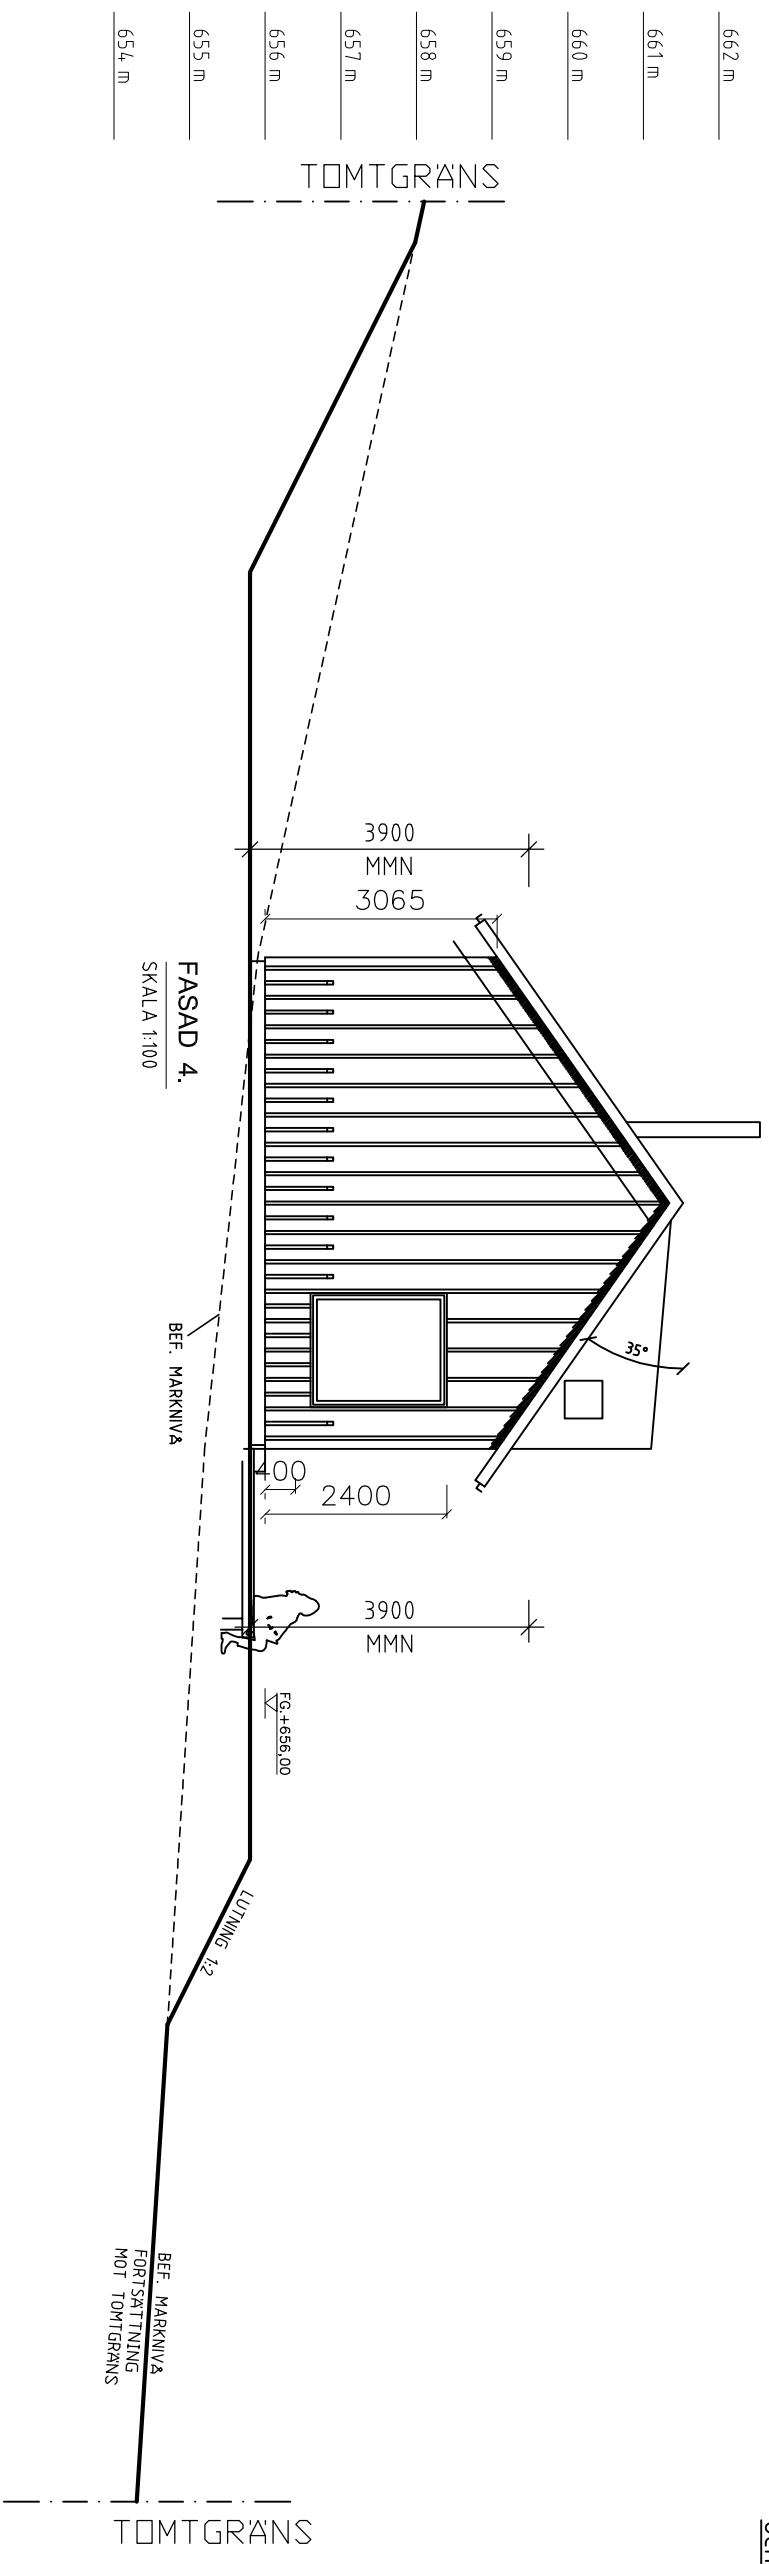 662 m
661 m
660 m
659 m
658 m
657 m
656 m
655 m
654 m
TOMTGRÄNS
3900
MMN
3065
35°
FASAD 4.
SKALA 1:100
BEF. MARKNIVÅ
400
2400
3900
MMN
FG.+656,00
LUTNING 1:2
BEF. MARKNIVÅ
FORTSÄTTNING
MOT TOMTGRÄNS
TOMTGRÄNS